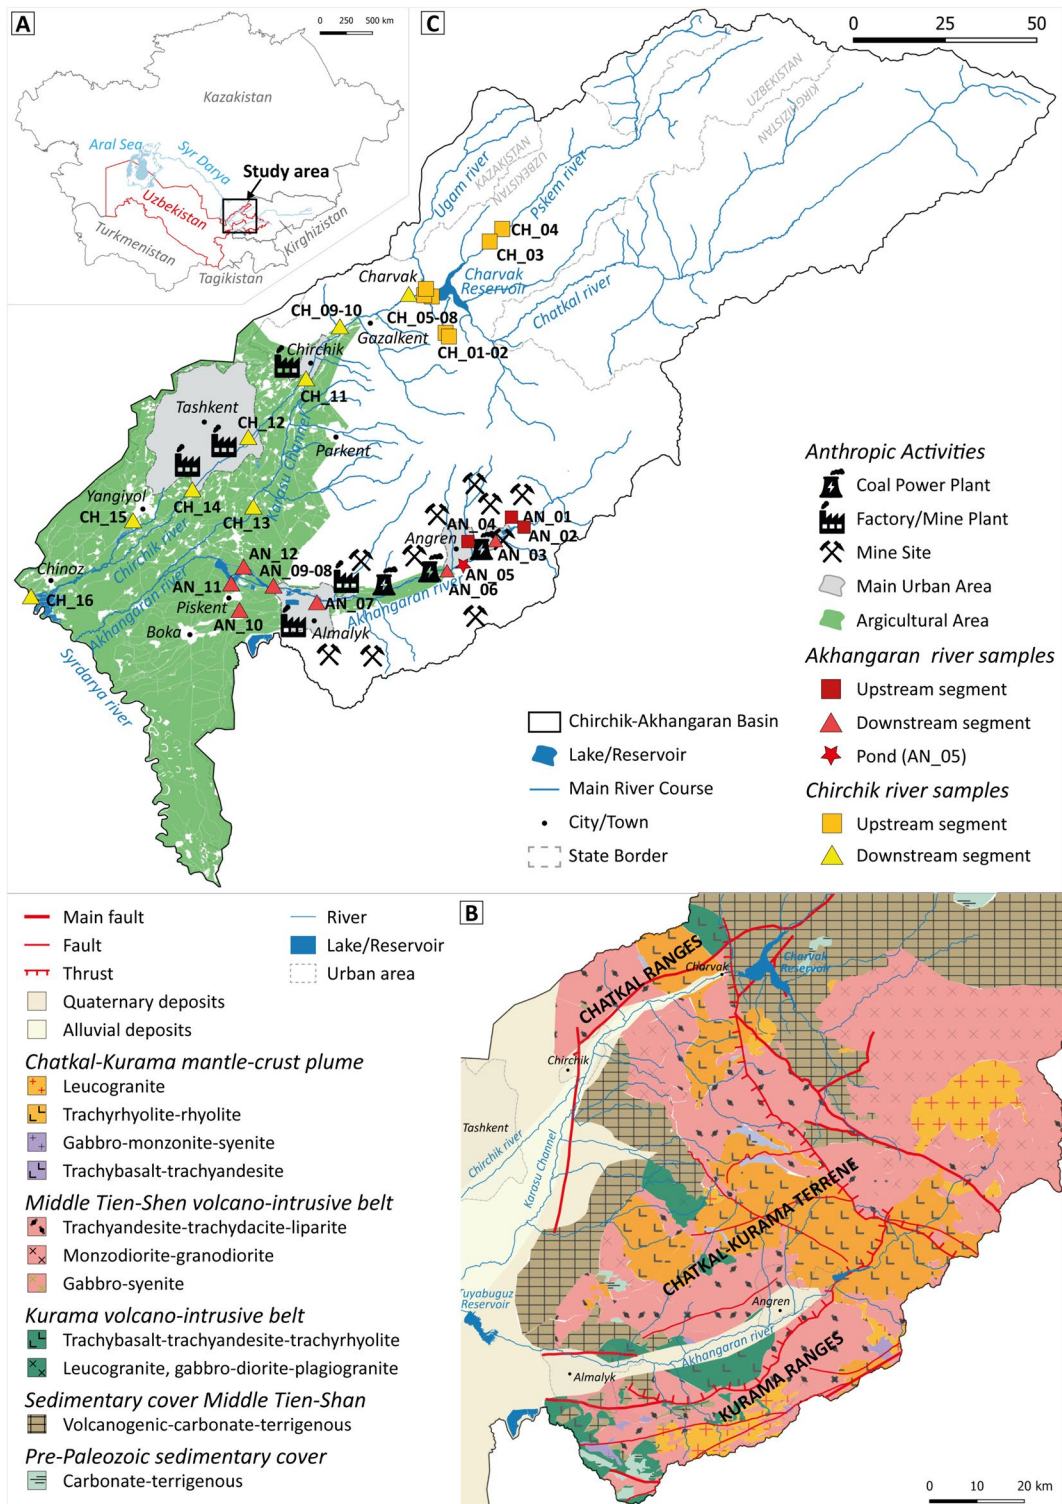 A
0 250 500 km
Kazakistan
Aral Sea
Syr Darya
Study area
Uzbekistan
Turkmenistan
Kirghizistan
Tagikistan
C
0 25 50
UZBEKISTAN
KIRGHIZISTAN
KAZAKISTAN
UZBEKISTAN
Ugam river
Pskem river
CH_04
CH_03
Charvak
Charvak
Reservoir
Chatkal river
CH_09-10
CH_05-08
Gazalkent
CH_01-02
Chirchik
CH_11
Tashkent
CH_12
Karasu Channel
Parkent
Yangiyol
CH_14
CH_15
CH_13
Chirchik river
AN_04
AN_01
AN_02
Angren
AN_03
AN_12
AN_09-08
AN_05
AN_06
Chinoz
AN_11
CH_16
Piskent
AN_07
Akhangaran river
Akhangaran river
AN_10
Boka
Almalyk
Syrdarya river
Anthropic Activities
Coal Power Plant
Factory/Mine Plant
Mine Site
Main Urban Area
Argicultural Area
Akhangaran river samples
Upstream segment
Downstream segment
Pond (AN_05)
Chirchik river samples
Upstream segment
Downstream segment
Chirchik-Akhangaran Basin
Lake/Reservoir
Main River Course
City/Town
State Border
Main fault
Fault
Thrust
Quaternary deposits
Alluvial deposits
River
Lake/Reservoir
Urban area
Chatkal-Kurama mantle-crust plume
Leucogranite
Trachyrhyolite-rhyolite
Gabbro-monzonite-syenite
Trachybasalt-trachyandesite
Middle Tien-Shen volcano-intrusive belt
Trachyandesite-trachydacite-liparite
Monzodiorite-granodiorite
Gabbro-syenite
Kurama volcano-intrusive belt
Trachybasalt-trachyandesite-trachyrhyolite
Leucogranite, gabbro-diorite-plagiogranite
Sedimentary cover Middle Tien-Shan
Volcanogenic-carbonate-terrigenous
Pre-Paleozoic sedimentary cover
Carbonate-terrigenous
B
CHATKAL RANGES
Charvak
Charvak
Reservoir
Chirchik
Tashkent
Chirchik river
Karasu Channel
CHATKAL-KURAMA TERRENE
Tuyabuguz
Reservoir
Angren
Akhangaran river
Almalyk
KURAMA RANGES
0 10 20 km